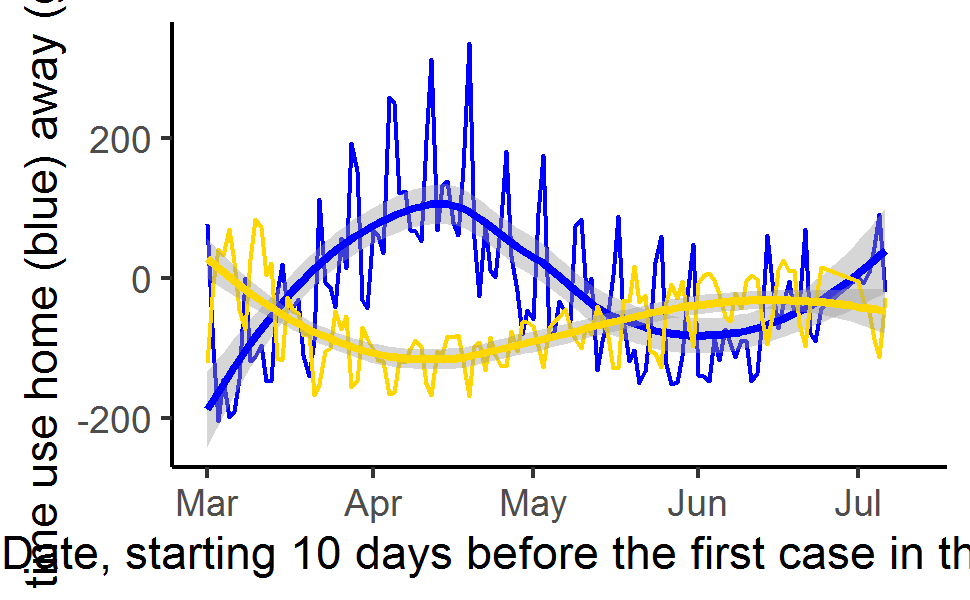 time use home (blue) away (
200
0
-200
Mar Apr May Jun Jul
Date, starting 10 days before the first case in th